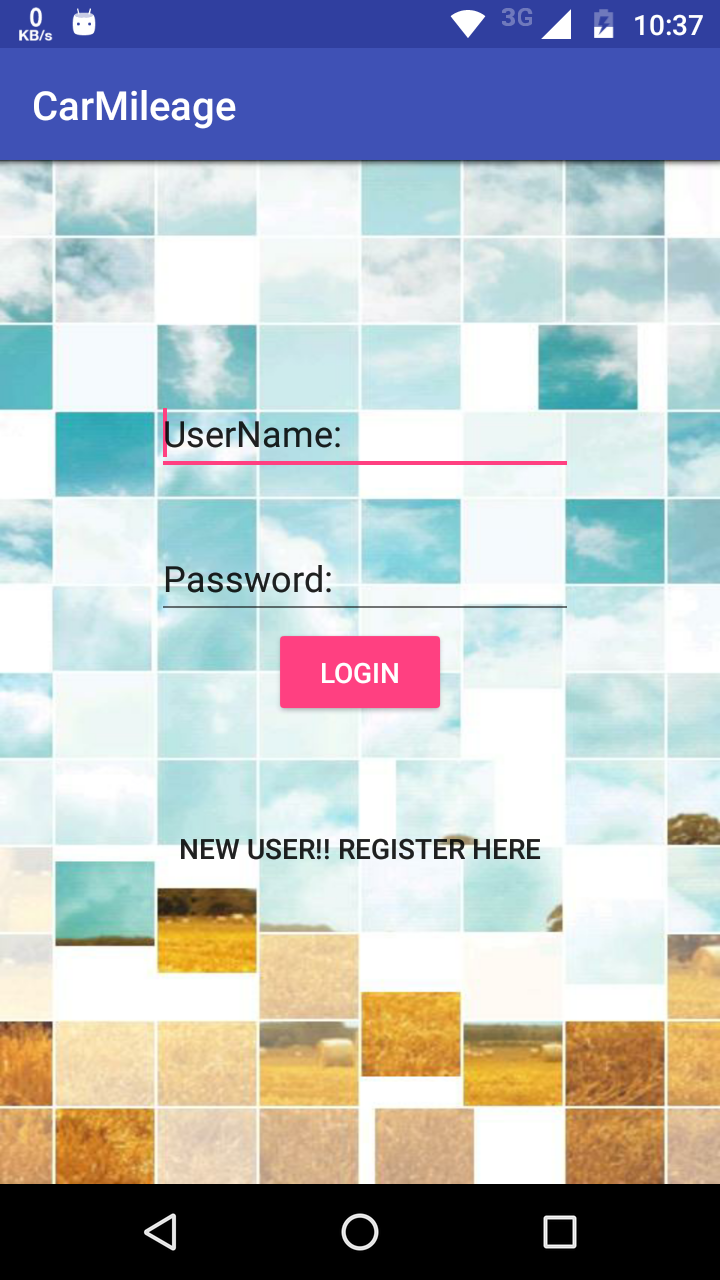 0
KB/s
3G
10:37
CarMileage
UserName:
Password:
LOGIN
NEW USER!! REGISTER HERE